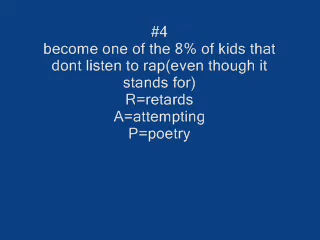 #4
become one of the 8% of kids that
dont listen to rap(even though it
stands for)
R=retards
A=attempting
P=poetry